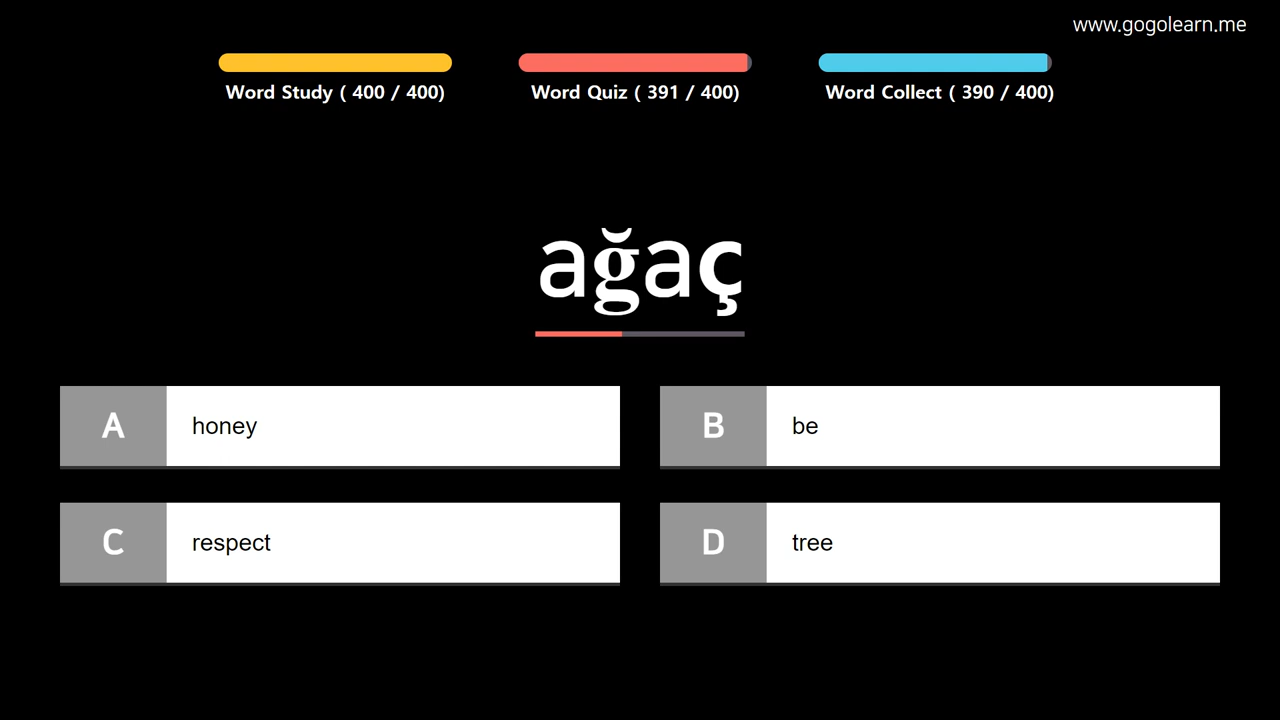 www.gogolearn.me
Word Study ( 400 / 400)
Word Quiz ( 391 / 400)
Word Collect ( 390 / 400)
ağaç
A honey
B be
C respect
D tree